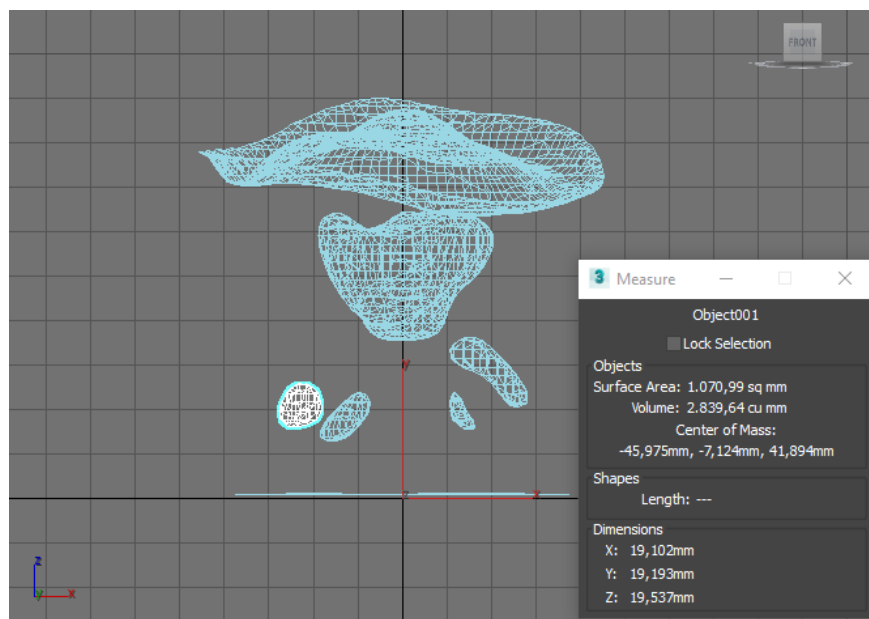 FRONT
3 Measure
Object001
Lock Selection
Objects
Surface Area: 1.070,99 sq mm
Volume: 2.839,64 cu mm
Center of Mass:
-45,975mm, -7,124mm, 41,894mm
Shapes
Length: ---
Dimensions
X: 19,102mm
Y: 19,193mm
Z: 19,537mm
y
z x
z
y x